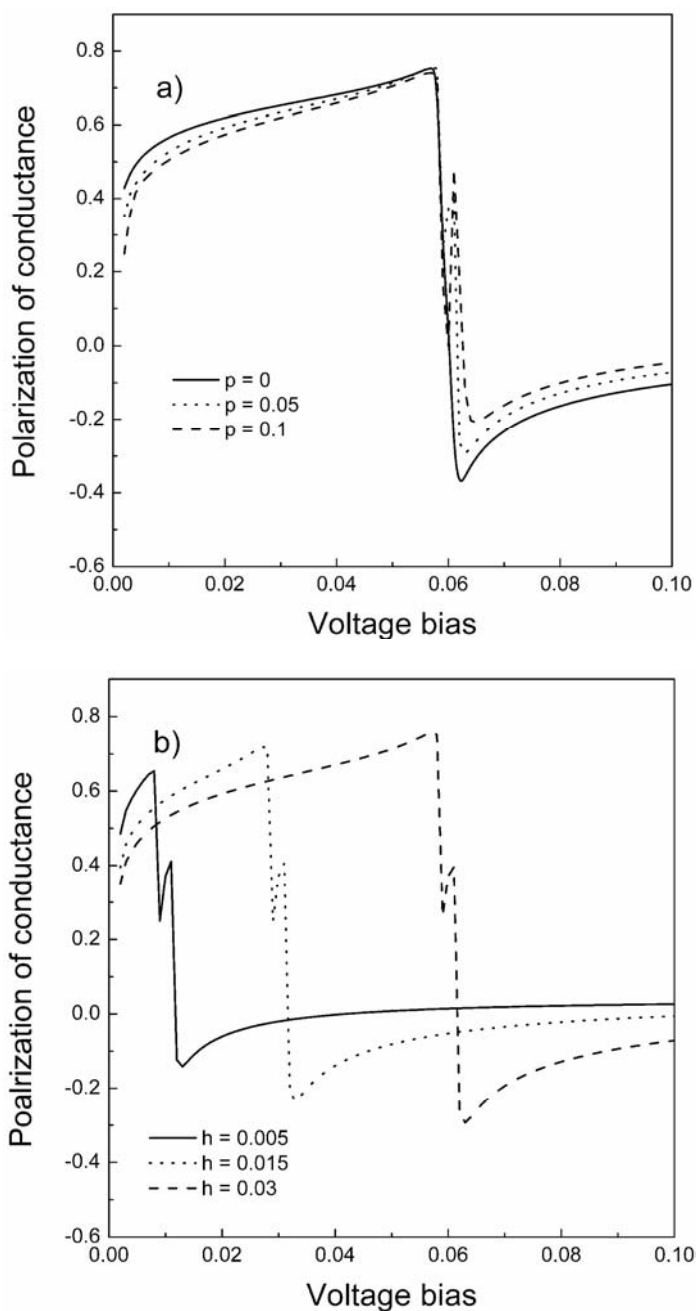 a)
Polarization of conductance
0.8
0.6
0.4
0.2
0.0
-0.2
-0.4
-0.6
p = 0
p = 0.05
p = 0.1
0.00 0.02 0.04 0.06 0.08 0.10
Voltage bias
b)
Poalrization of conductance
0.8
0.6
0.4
0.2
0.0
-0.2
-0.4
-0.6
h = 0.005
h = 0.015
h = 0.03
0.00 0.02 0.04 0.06 0.08 0.10
Voltage bias